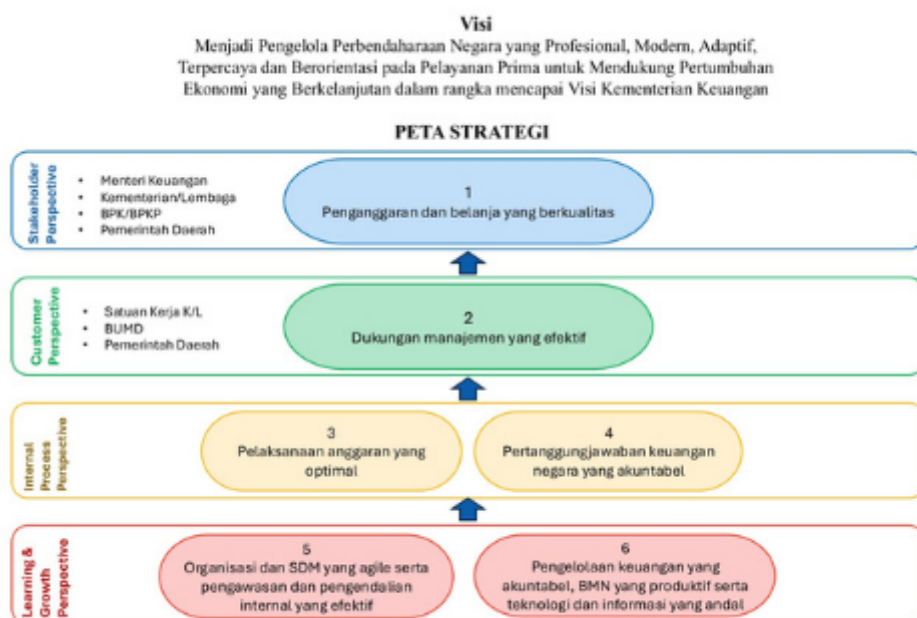 Visi
Menjadi Pengelola Perbendaharaan Negara yang Profesional, Modern, Adaptif,
Terpercaya dan Berorientasi pada Pelayanan Prima untuk Mendukung Pertumbuhan
Ekonomi yang Berkelanjutan dalam rangka mencapai Visi Kementerian Keuangan
PETA STRATEGI
Stakeholder
Perspective
• Menteri Keuangan
• Kementerian/Lembaga
• BPK/BPKP
• Pemerintah Daerah
1
Penganggaran dan belanja yang berkualitas
Customer
Perspective
• Satuan Kerja K/L
• BUMD
• Pemerintah Daerah
2
Dukungan manajemen yang efektif
Internal
Process
Perspective
3
Pelaksanaan anggaran yang
optimal
4
Pertanggungjawaban keuangan
negara yang akuntabel
Learning &
Growth
Perspective
5
Organisasi dan SDM yang agile serta
pengawasan dan pengendalian
internal yang efektif
6
Pengelolaan keuangan yang
akuntabel, BMN yang produktif serta
teknologi dan informasi yang andal